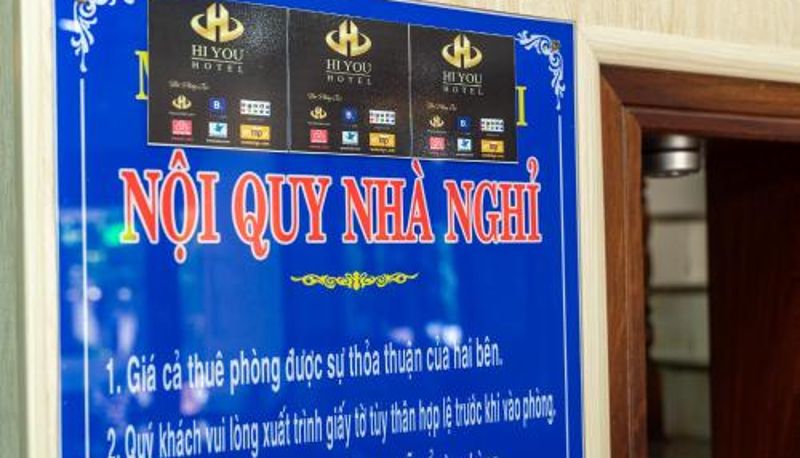 HI YOU
HOTEL
HI YOU
HOTEL
HI YOU
HOTEL
NỘI QUY NHÀ NGHỈ
1. Giá cả thuê phòng được sự thỏa thuận của hai bên.
2. Quý khách vui lòng xuất trình giấy tờ tùy thân hợp lệ trước khi vào phòng.